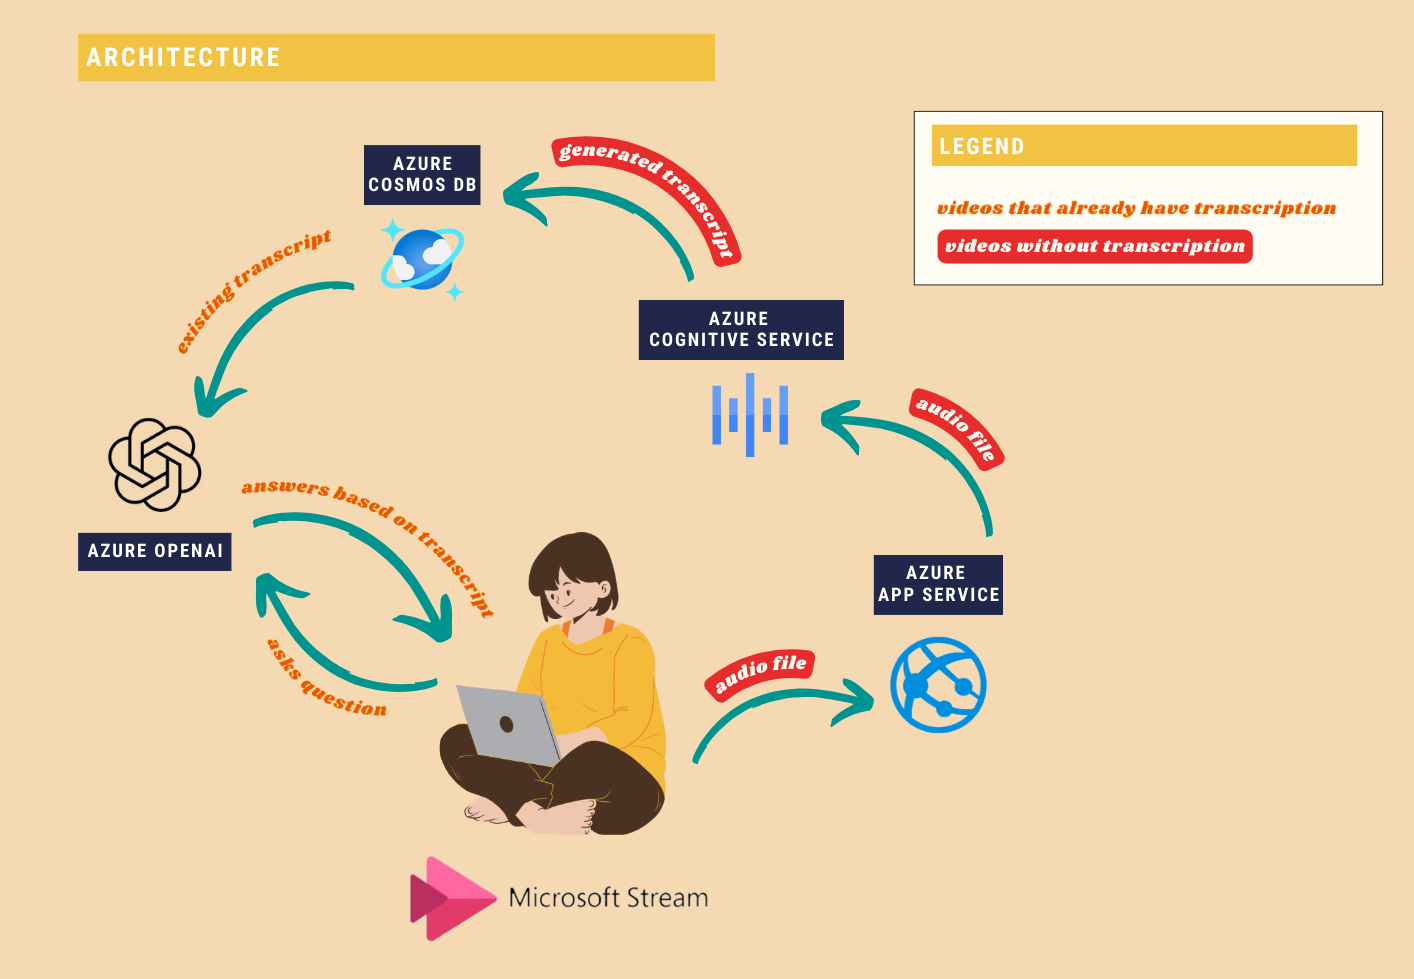 ARCHITECTURE
LEGEND
videos that already have transcription
videos without transcription
AZURE
COSMOS DB
generated transcript
existing transcript
AZURE
COGNITIVE SERVICE
audio file
answers based on transcript
AZURE OPENAI
AZURE
APP SERVICE
asks question
audio file
Microsoft Stream